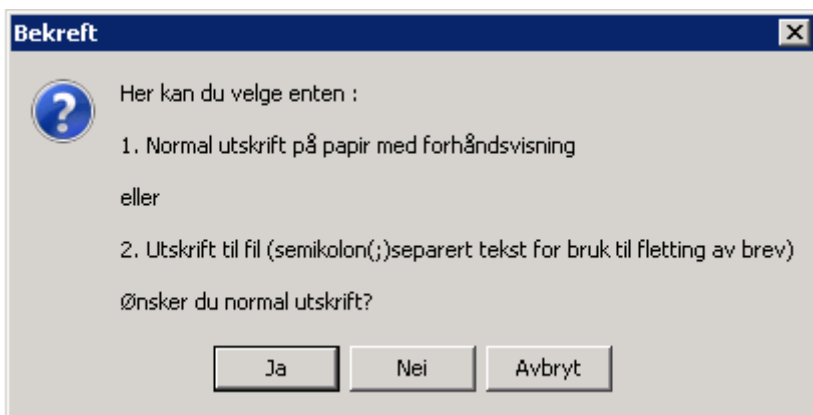 Bekreft
Her kan du velge enten :
1. Normal utskrift på papir med forhåndsvisning
eller
2. Utskrift til fil (semikolon(;)separert tekst for bruk til fletting av brev)
Ønsker du normal utskrift?
Ja
Nei
Avbryt